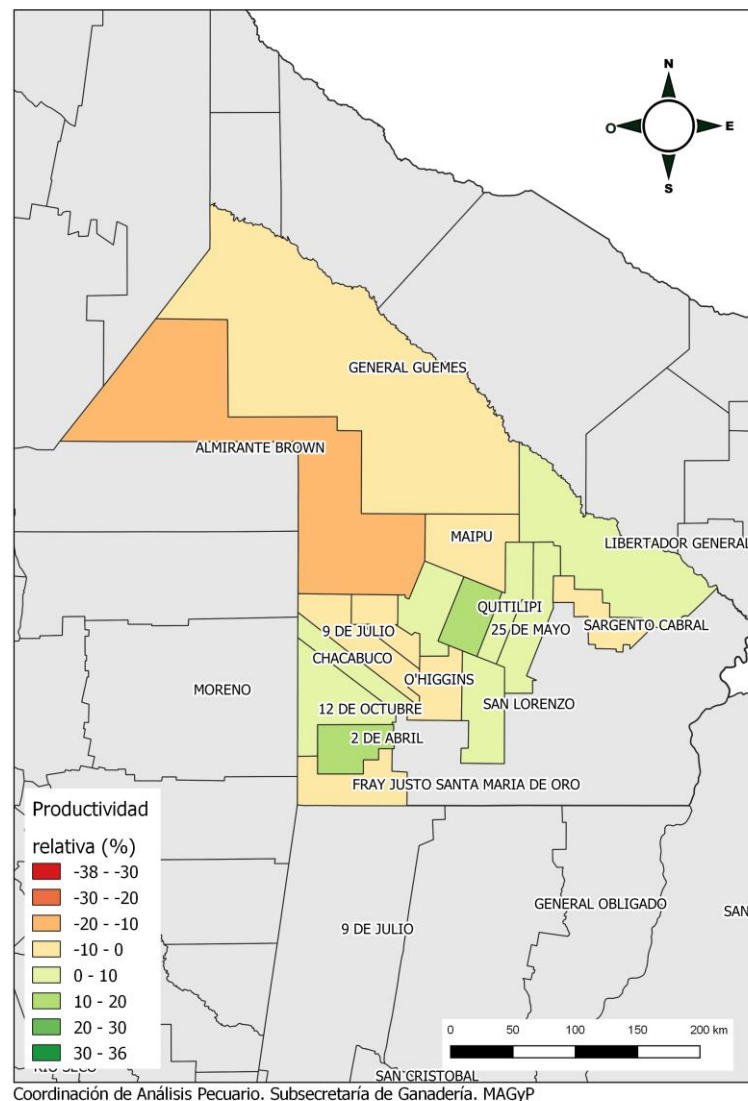 N
O
E
S
GENERAL GUEMES
ALMIRANTE BROWN
MAIPU
LIBERTADOR GENERAL
QUITILIPI
9 DE JULIO
25 DE MAYO
SARGENTO CABRAL
CHACABUCO
O'HIGGINS
MORENO
12 DE OCTUBRE
SAN LORENZO
2 DE ABRIL
FRAY JUSTO SANTA MARIA DE ORO
Productividad
relativa (%)
-38 - -30
-30 - -20
-20 - -10
-10 - 0
0 - 10
10 - 20
20 - 30
30 - 36
GENERAL OBLIGADO
SAN
9 DE JULIO
0 50 100 150 200 km
RIO SECO
SAN CRISTOBAL
Coordinación de Análisis Pecuario. Subsecretaría de Ganadería. MAGyP